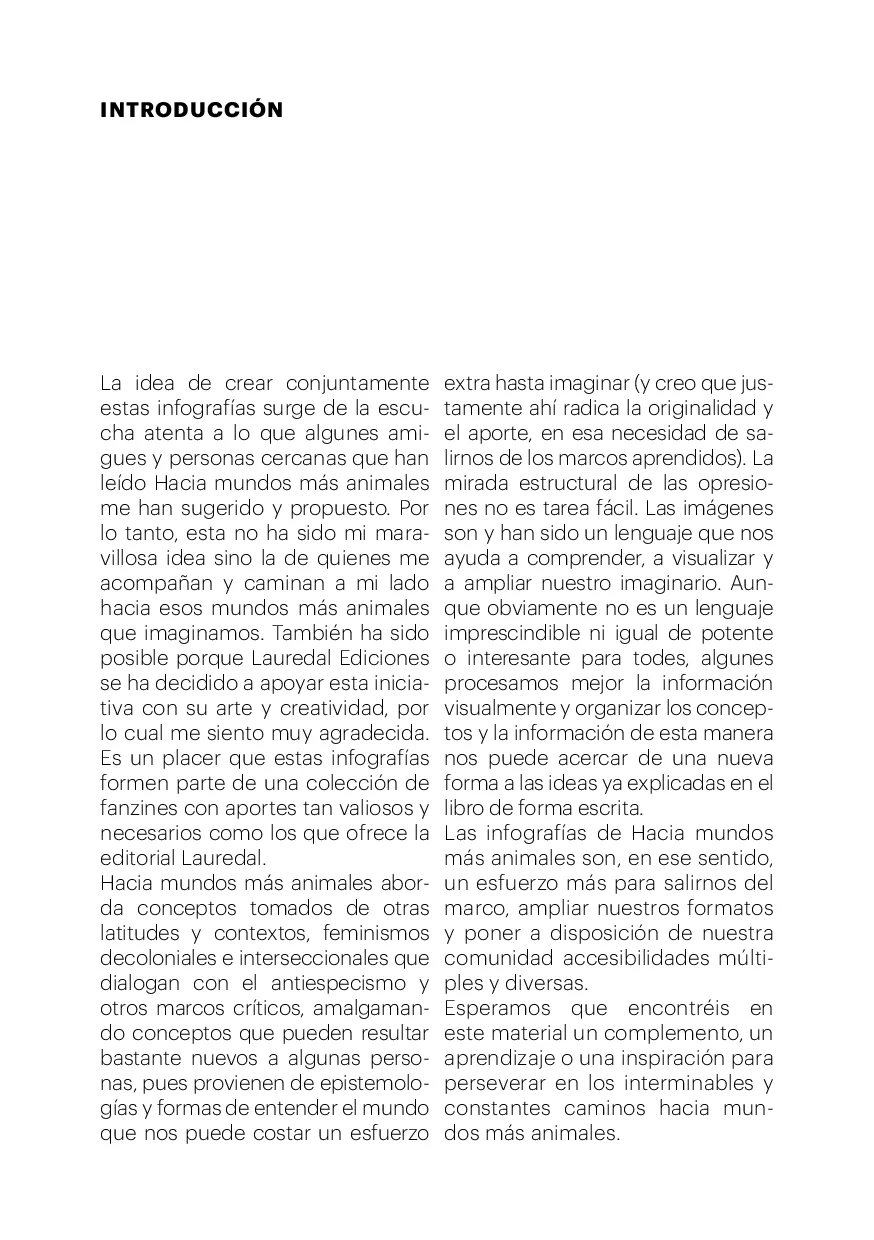 INTRODUCCIÓN
La idea de crear conjuntamente
estas infografías surge de la escu-
cha atenta a lo que algunes ami-
gues y personas cercanas que han
leído Hacia mundos más animales
me han sugerido y propuesto. Por
lo tanto, esta no ha sido mi mara-
villosa idea sino la de quienes me
acompañan y caminan a mi lado
hacia esos mundos más animales
que imaginamos. También ha sido
posible porque Lauredal Ediciones
se ha decidido a apoyar esta inicia-
tiva con su arte y creatividad, por
lo cual me siento muy agradecida.
Es un placer que estas infografías
formen parte de una colección de
fanzines con aportes tan valiosos y
necesarios como los que ofrece la
editorial Lauredal.
Hacia mundos más animales abor-
da conceptos tomados de otras
latitudes y contextos, feminismos
decoloniales e interseccionales que
dialogan con el antiespecismo y
otros marcos críticos, amalgaman-
do conceptos que pueden resultar
bastante nuevos a algunas perso-
nas, pues provienen de epistemolo-
gías y formas de entender el mundo
que nos puede costar un esfuerzo
extra hasta imaginar (y creo que jus-
tamente ahí radica la originalidad y
el aporte, en esa necesidad de sa-
lirnos de los marcos aprendidos). La
mirada estructural de las opresio-
nes no es tarea fácil. Las imágenes
son y han sido un lenguaje que nos
ayuda a comprender, a visualizar y
a ampliar nuestro imaginario. Aun-
que obviamente no es un lenguaje
imprescindible ni igual de potente
o interesante para todes, algunes
procesamos mejor la información
visualmente y organizar los concep-
tos y la información de esta manera
nos puede acercar de una nueva
forma a las ideas ya explicadas en el
libro de forma escrita.
Las infografías de Hacia mundos
más animales son, en ese sentido,
un esfuerzo más para salirnos del
marco, ampliar nuestros formatos
y poner a disposición de nuestra
comunidad accesibilidades múlti-
ples y diversas.
Esperamos que encontréis en
este material un complemento, un
aprendizaje o una inspiración para
perseverar en los interminables y
constantes caminos hacia mun-
dos más animales.